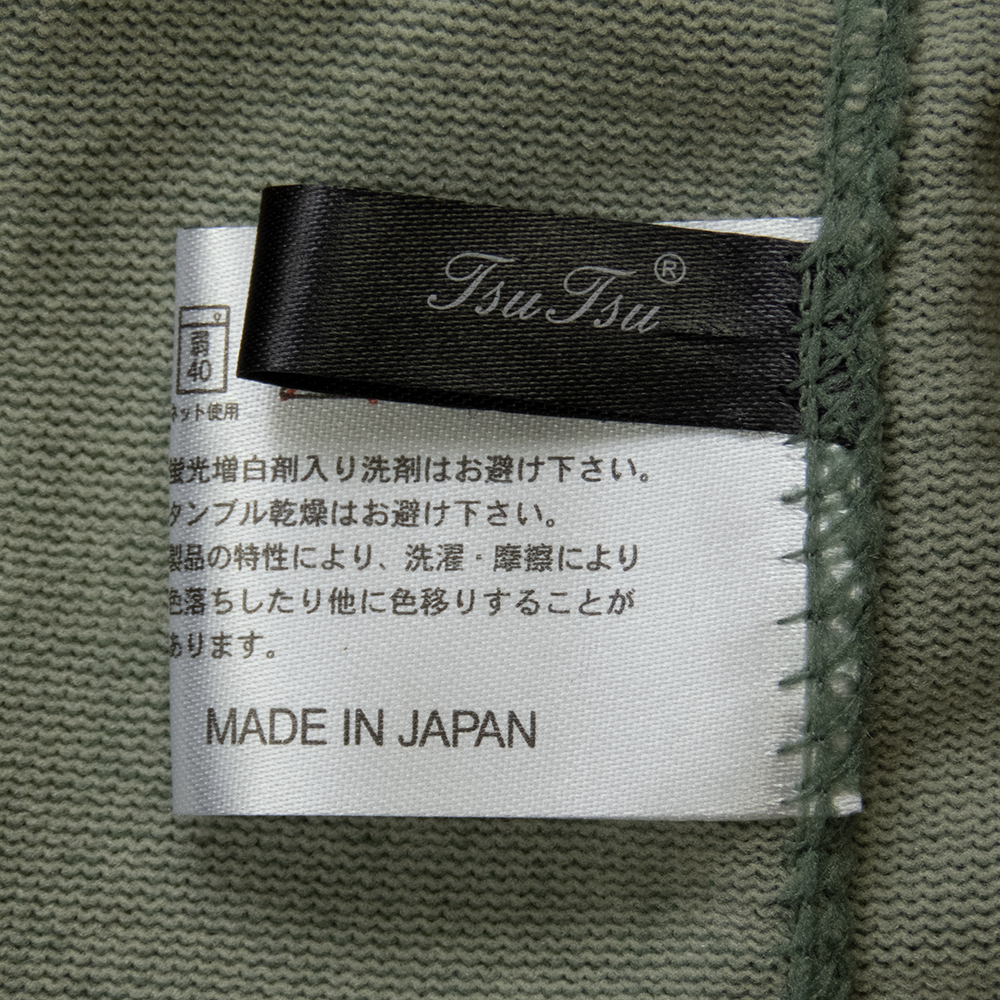 Tsu Tsu ®
弱
40
ネット使用
蛍光増白剤入り洗剤はお避け下さい。
タンブル乾燥はお避け下さい。
製品の特性により、洗濯・摩擦により
色落ちしたり他に色移りすることが
あります。
MADE IN JAPAN